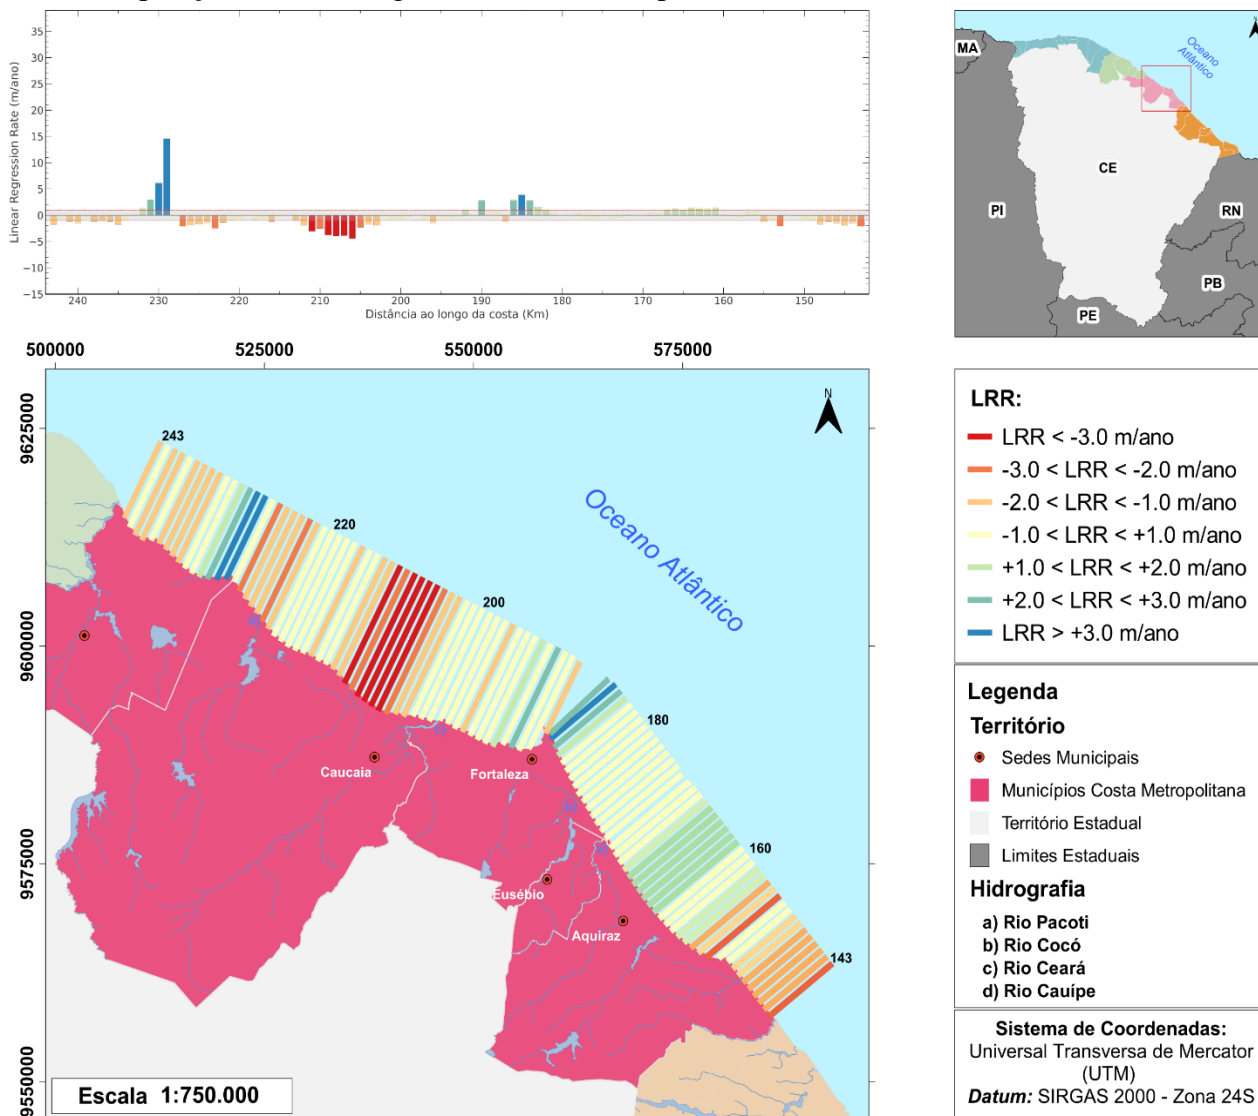 35
30
25
20
15
10
5
0
−5
−10
−15
Linear Regression Rate (m/ano)
240
230
220
210
200
190
180
170
160
150
Distância ao longo da costa (Km)
MA
Oceano
Atlântico
CE
PI
RN
PB
PE
500000
525000
550000
575000
9625000
9600000
9575000
9550000
N
243
220
200
180
160
143
Oceano Atlântico
d)
c)
b)
a)
Caucaia
Fortaleza
Eusébio
Aquiraz
Escala 1:750.000
LRR:
LRR < -3.0 m/ano
-3.0 < LRR < -2.0 m/ano
-2.0 < LRR < -1.0 m/ano
-1.0 < LRR < +1.0 m/ano
+1.0 < LRR < +2.0 m/ano
+2.0 < LRR < +3.0 m/ano
LRR > +3.0 m/ano
Legenda
Território
Sedes Municipais
Municípios Costa Metropolitana
Território Estadual
Limites Estaduais
Hidrografia
a) Rio Pacoti
b) Rio Cocó
c) Rio Ceará
d) Rio Cauípe
Sistema de Coordenadas:
Universal Transversa de Mercator
(UTM)
Datum: SIRGAS 2000 - Zona 24S